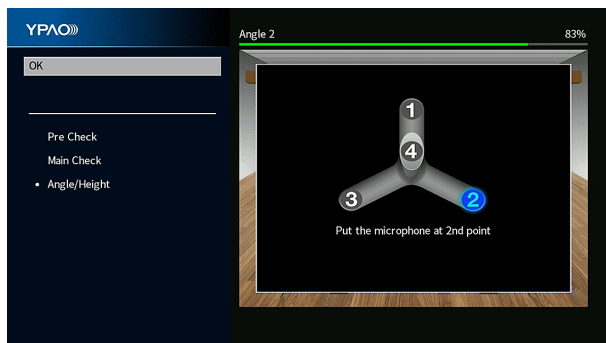 YPAO
Angle 2
83%
OK
Pre Check
Main Check
• Angle/Height
1
4
3
2
Put the microphone at 2nd point